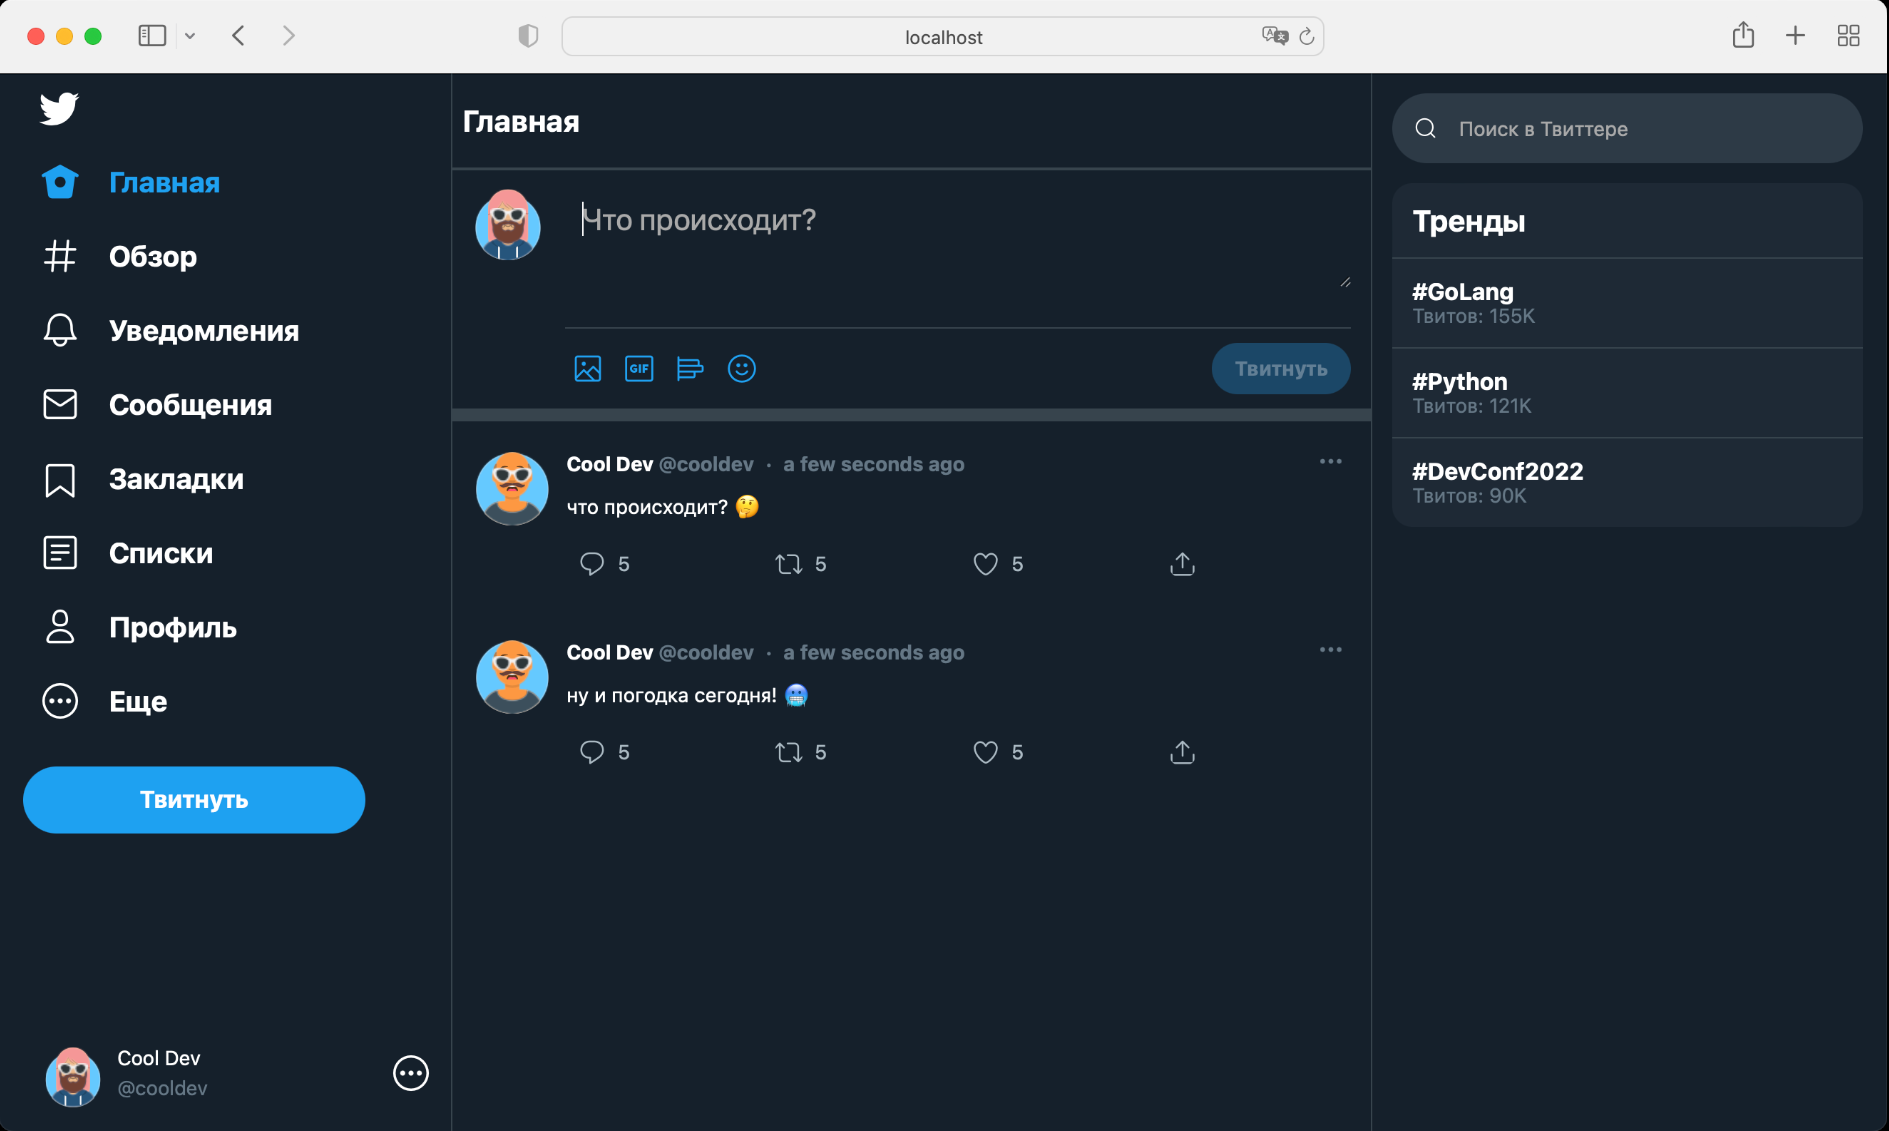 localhost
Главная
Обзор
Уведомления
Сообщения
Закладки
Списки
Профиль
Еще
Твитнуть
Cool Dev
@cooldev
Главная
Что происходит?
GIF
Твитнуть
Cool Dev @cooldev · a few seconds ago
что происходит? 🤔
5 5 5
Cool Dev @cooldev · a few seconds ago
ну и погодка сегодня! 🥶
5 5 5
Поиск в Твиттере
Тренды
#GoLang
Твитов: 155K
#Python
Твитов: 121K
#DevConf2022
Твитов: 90K